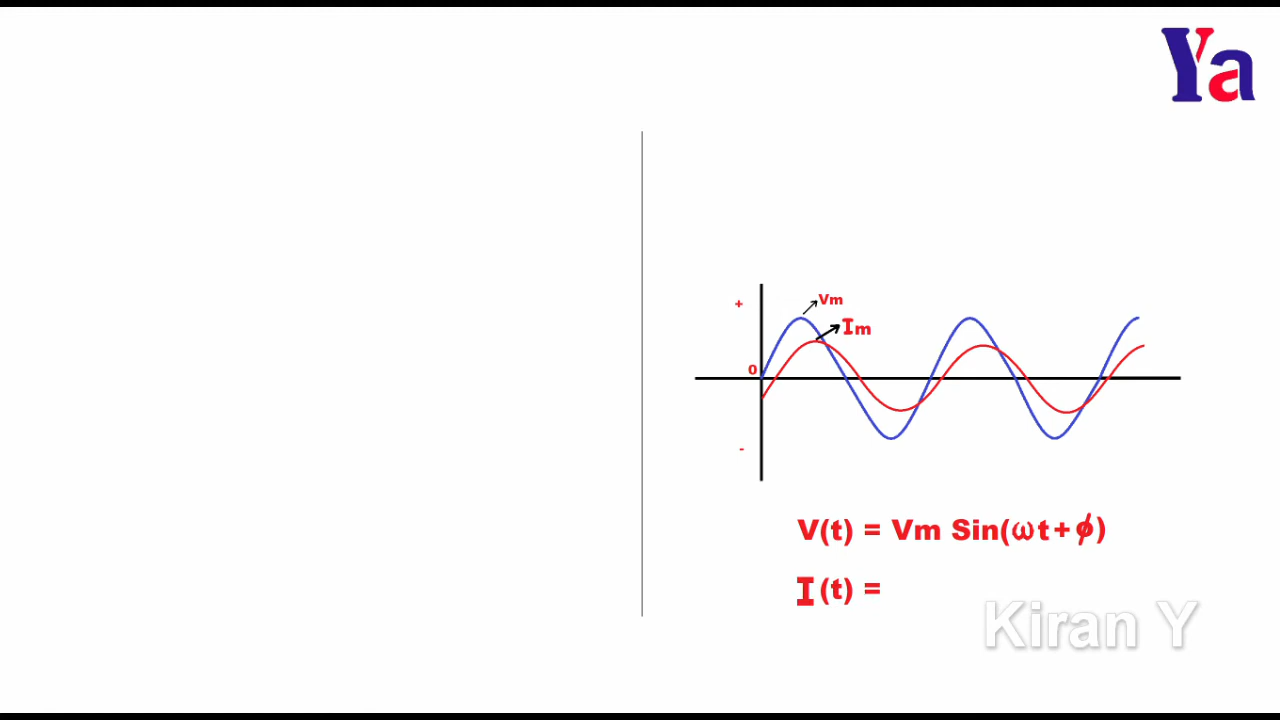 Ya
+
Vm
Im
0
-
V(t) = Vm Sin(ωt+ϕ)
I(t) =
Kiran Y